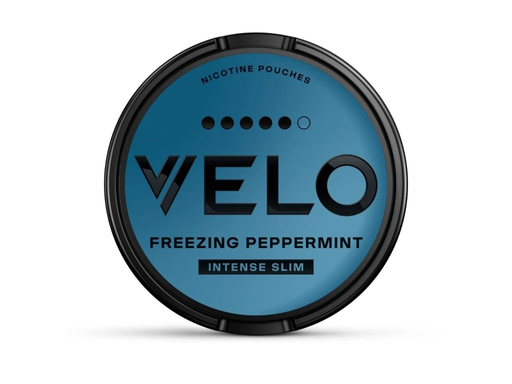 NICOTINE POUCHES
VELO
FREEZING PEPPERMINT
INTENSE SLIM